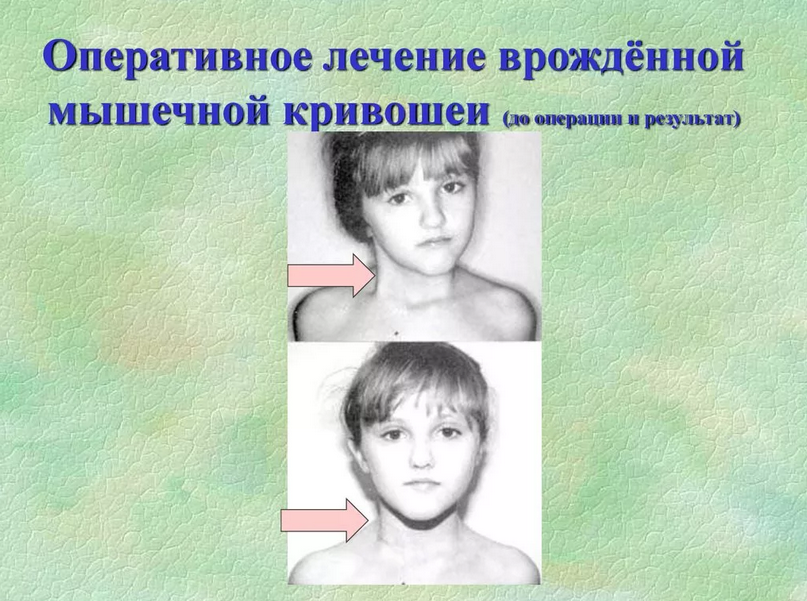 Оперативное лечение врождённой
мышечной кривошеи (до операции и результат)